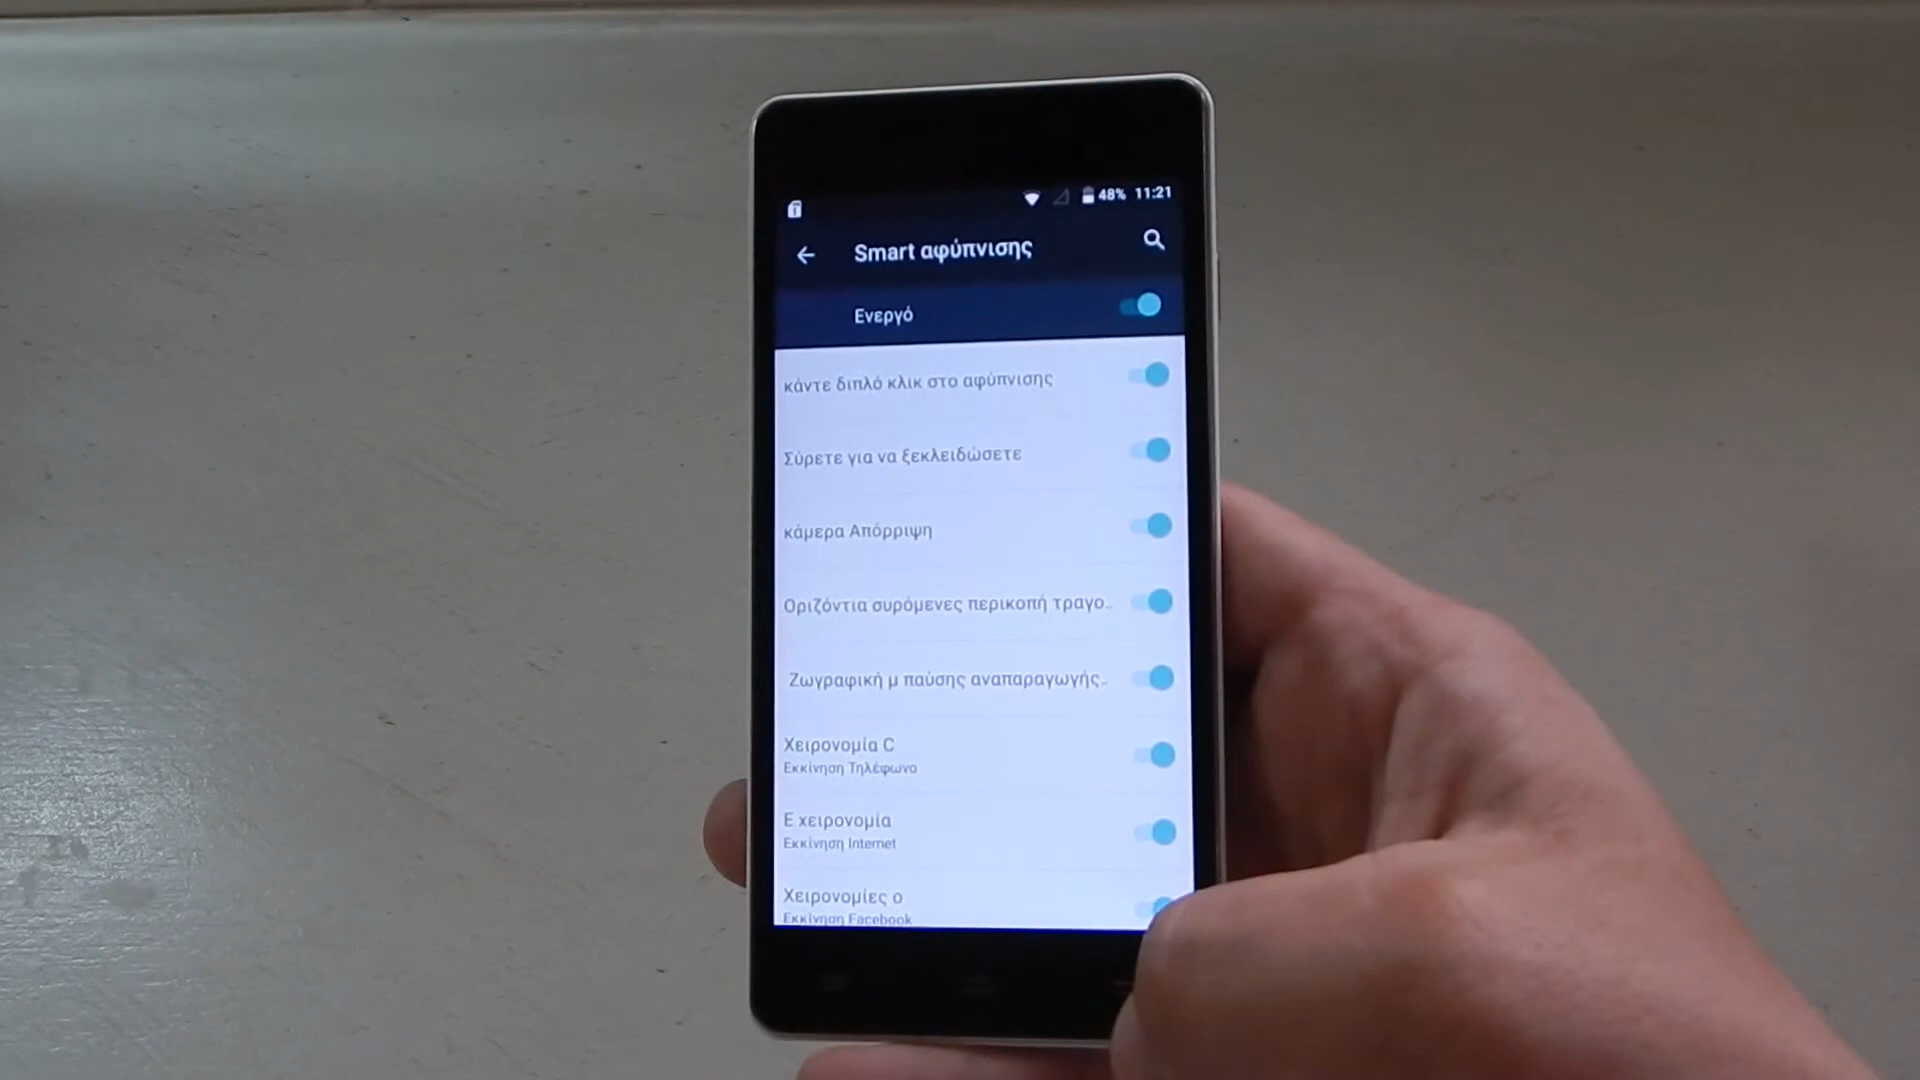 48% 11:21
Smart αφύπνισης
Ενεργό
κάντε διπλό κλικ στο αφύπνισης
Σύρετε για να ξεκλειδώσετε
κάμερα Απόρριψη
Οριζόντια συρόμενες περικοπή τραγο..
Ζωγραφική μ παύσης αναπαραγωγής..
Χειρονομία C
Εκκίνηση Τηλέφωνο
Ε χειρονομία
Εκκίνηση Internet
Χειρονομίες ο
Εκκίνηση Facebook